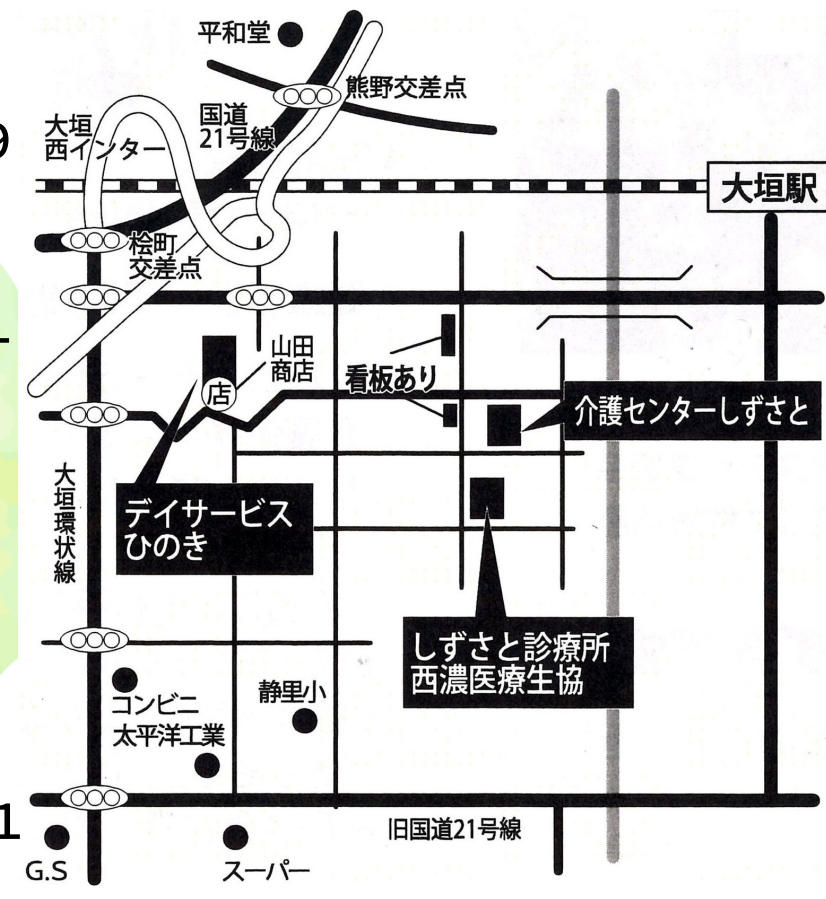 平和堂
熊野交差点
国道
21号線
大垣
西インター
9
大垣駅
桧町
交差点
山田
商店
店
看板あり
介護センターしずさと
デイサービス
ひのき
大垣環状線
しずさと診療所
西濃医療生協
コンビニ
静里小
太平洋工業
旧国道21号線
1
G.S
スーパー